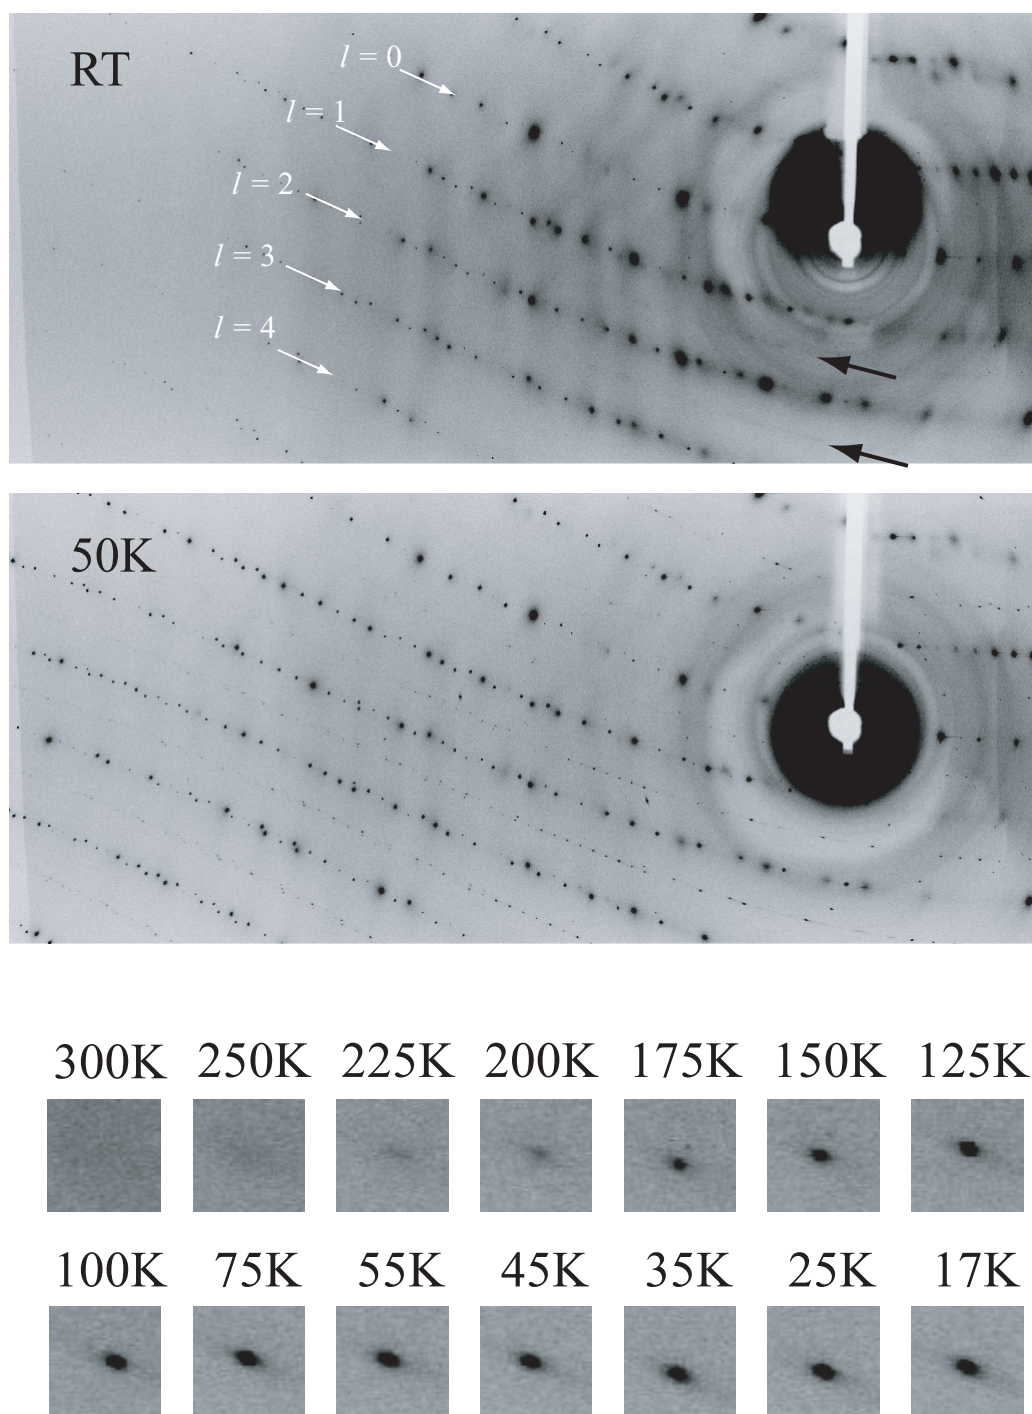 RT
l = 0
l = 1
l = 2
l = 3
l = 4
50K
300K 250K 225K 200K 175K 150K 125K
100K 75K 55K 45K 35K 25K 17K